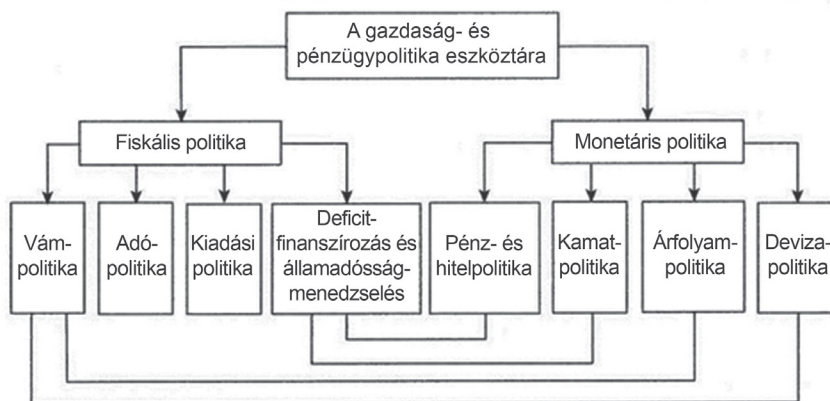 A gazdaság- és
pénzügypolitika eszköztára
Fiskális politika
Monetáris politika
Vám-
politika
Adó-
politika
Kiadási
politika
Deficit-
finanszírozás és
államadósság-
menedzselés
Pénz- és
hitelpolitika
Kamat-
politika
Árfolyam-
politika
Deviza-
politika